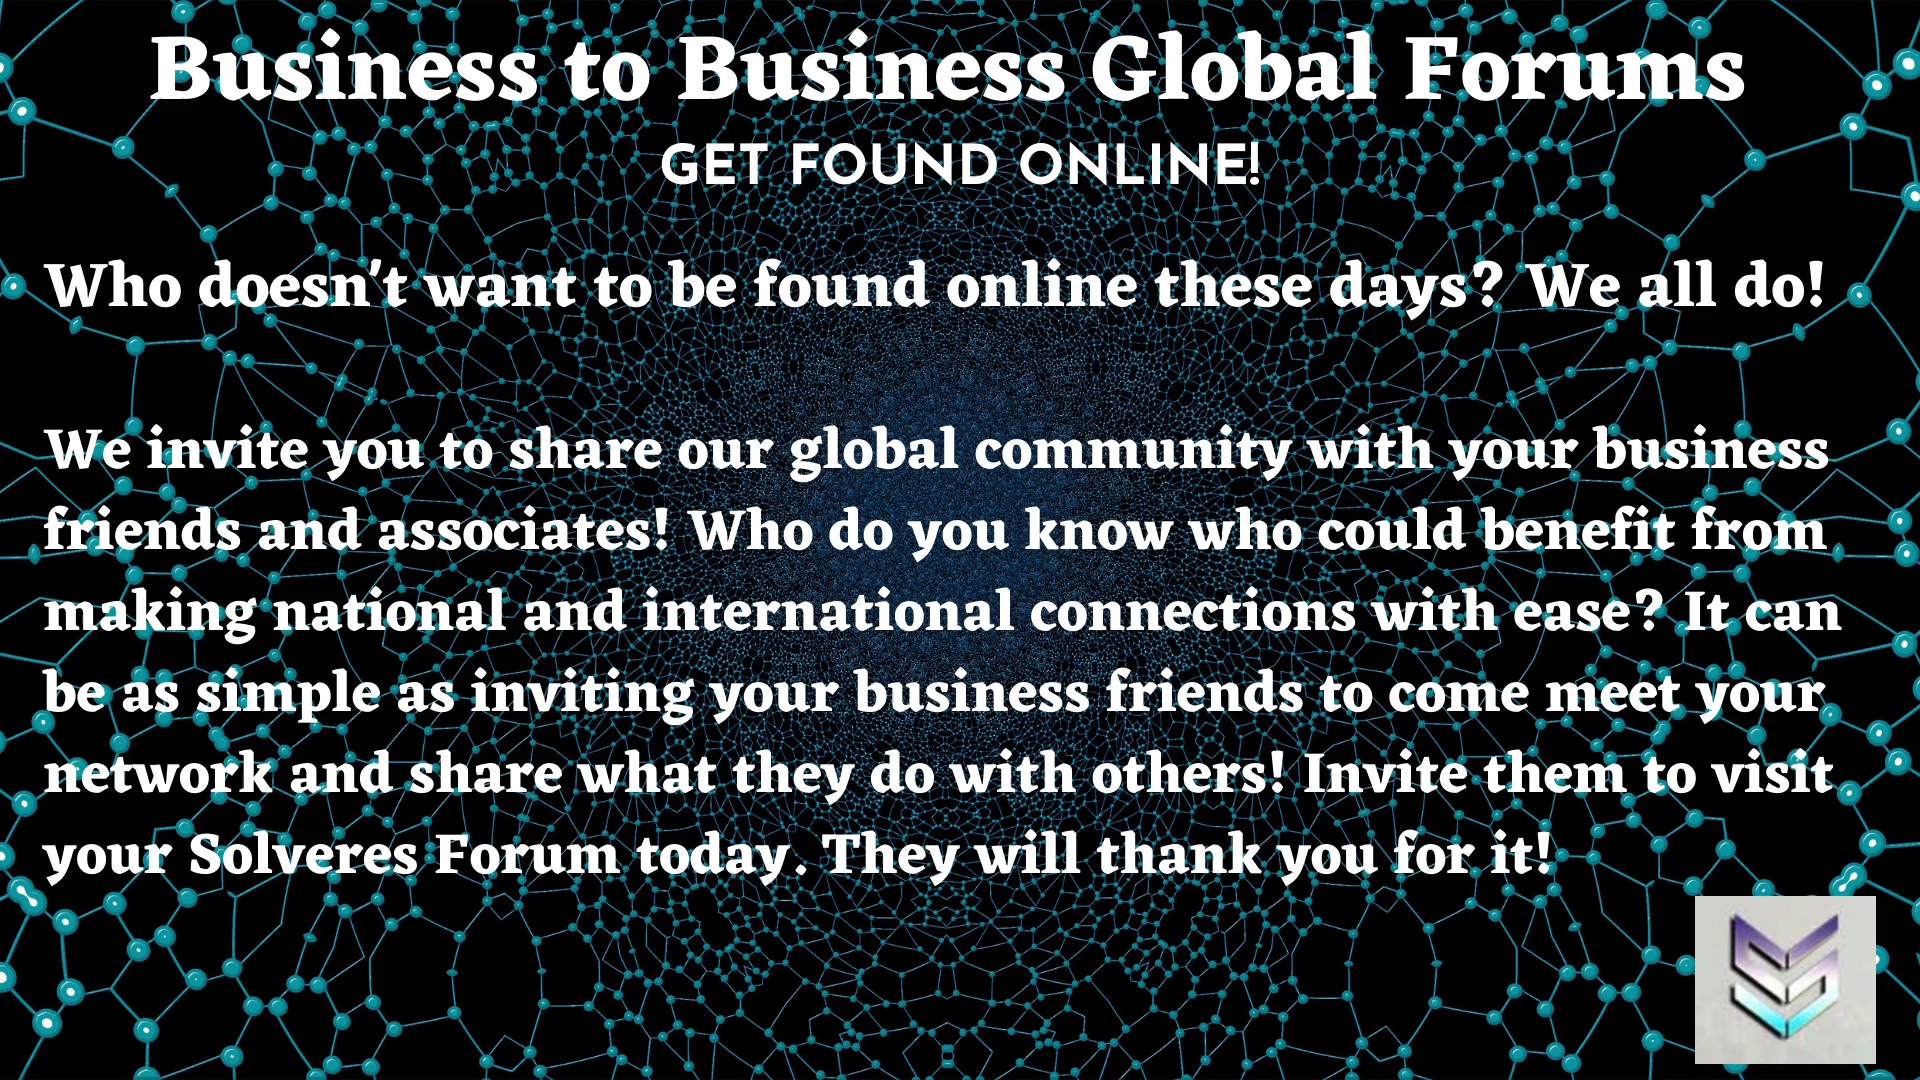 Business to Business Global Forums
GET FOUND ONLINE!
Who doesn't want to be found online these days? We all do!
We invite you to share our global community with your business
friends and associates! Who do you know who could benefit from
making national and international connections with ease? It can
be as simple as inviting your business friends to come meet your
network and share what they do with others! Invite them to visit
your Solveres Forum today. They will thank you for it!